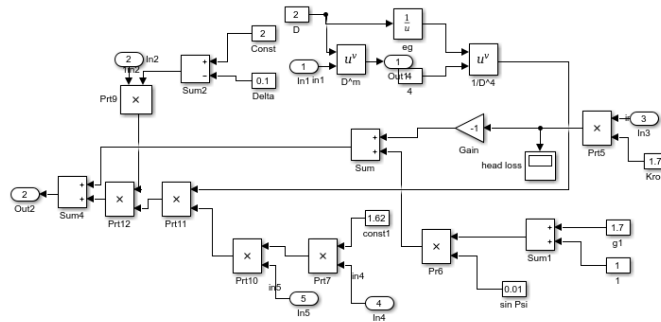 2
D
1
u
eg
2
In2
In2
2
Const
Sum2
0.1
Delta
1
In1
in1
u^v
D^m
1
Out1
4
4
u^v
1/D^4
Prt9
×
Sum
-1
Gain
head loss
×
Prt5
3
In3
1.7
Kro
2
Out2
Sum4
×
Prt12
×
Prt11
1.62
const1
×
Prt10
×
Prt7
in4
in5
5
In5
4
In4
×
Pr6
Sum1
1.7
g1
1
1
0.01
sin Psi